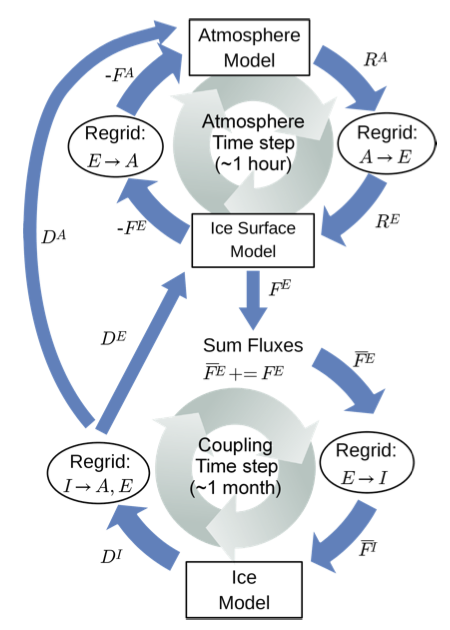 Atmosphere
Model
-F^A
R^A
Regrid:
E → A
Atmosphere
Time step
(~1 hour)
Regrid:
A → E
-F^E
R^E
Ice Surface
Model
D^A
F^E
D^E
Sum Fluxes
F̅^E += F^E
F̅^E
Regrid:
I → A, E
Coupling
Time step
(~1 month)
Regrid:
E → I
D^I
F̅^I
Ice
Model